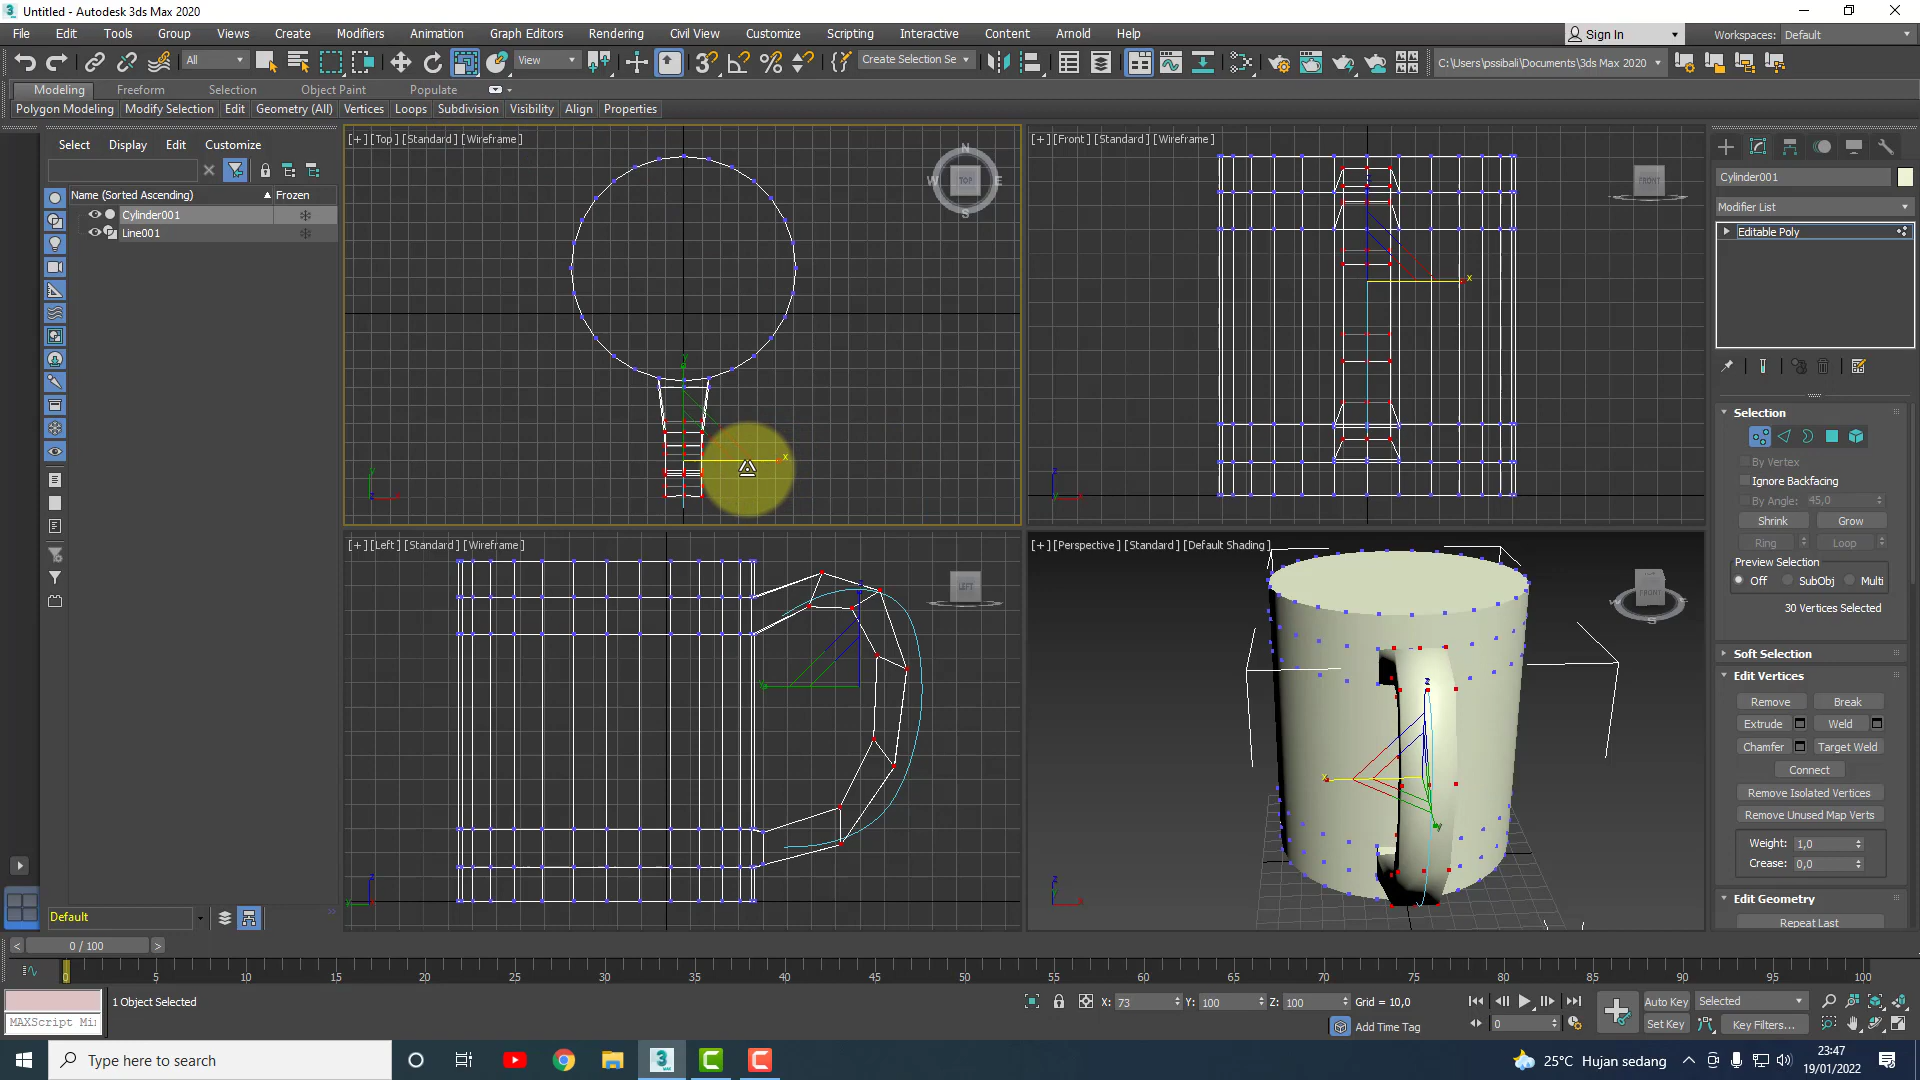 Untitled - Autodesk 3ds Max 2020
File Edit Tools Group Views Create Modifiers Animation Graph Editors Rendering Civil View Customize Scripting Interactive Content Arnold Help
Sign In
Workspaces: Default
All
View
Create Selection Se
C:\Users\pssibali\Documents\3ds Max 2020
Modeling Freeform Selection Object Paint Populate
Polygon Modeling Modify Selection Edit Geometry (All) Vertices Loops Subdivision Visibility Align Properties
Select Display Edit Customize
Name (Sorted Ascending) Frozen
Cylinder001
Line001
Default
[+] [Top] [Standard] [Wireframe]
N
W TOP E
S
y
x
[+] [Front] [Standard] [Wireframe]
FRONT
x
z
[+] [Left] [Standard] [Wireframe]
LEFT
z
[+] [Perspective] [Standard] [Default Shading]
FRONT
W
S
z
x
y
z
Cylinder001
Modifier List
Editable Poly
Selection
By Vertex
Ignore Backfacing
By Angle: 45,0
Shrink Grow
Ring Loop
Preview Selection
Off SubObj Multi
30 Vertices Selected
Soft Selection
Edit Vertices
Remove Break
Extrude Weld
Chamfer Target Weld
Connect
Remove Isolated Vertices
Remove Unused Map Verts
Weight: 1,0
Crease: 0,0
Edit Geometry
Repeat Last
< 0 / 100 >
0 5 10 15 20 25 30 35 40 45 50 55 60 65 70 75 80 85 90 95 100
MAXScript Mi
1 Object Selected
X: 73 Y: 100 Z: 100 Grid = 10,0
Add Time Tag
0
Auto Key Selected
Set Key Key Filters...
Type here to search
25°C Hujan sedang
23:47
19/01/2022